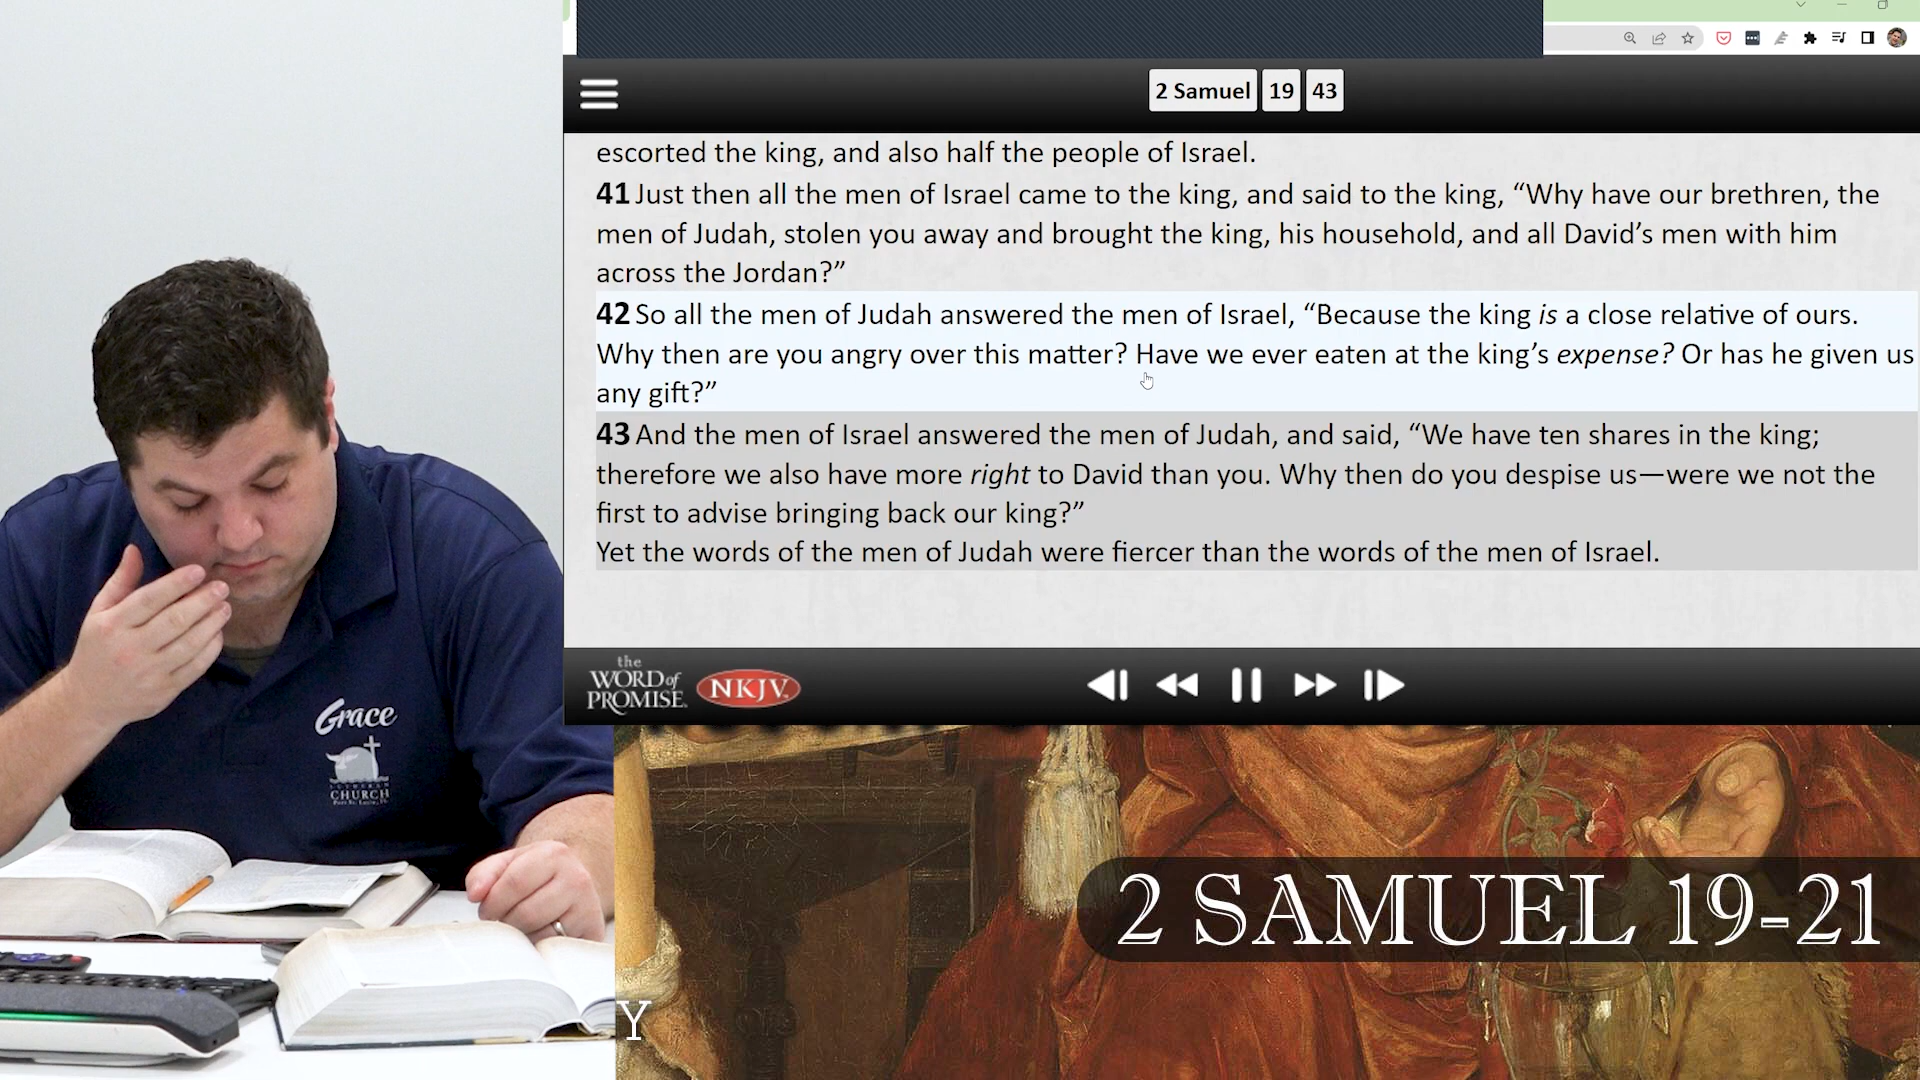 2 Samuel 19 43
escorted the king, and also half the people of Israel.
41 Just then all the men of Israel came to the king, and said to the king, “Why have our brethren, the
men of Judah, stolen you away and brought the king, his household, and all David’s men with him
across the Jordan?”
42 So all the men of Judah answered the men of Israel, “Because the king is a close relative of ours.
Why then are you angry over this matter? Have we ever eaten at the king’s expense? Or has he given us
any gift?”
43 And the men of Israel answered the men of Judah, and said, “We have ten shares in the king;
therefore we also have more right to David than you. Why then do you despise us—were we not the
first to advise bringing back our king?”
Yet the words of the men of Judah were fiercer than the words of the men of Israel.
the
WORD of
PROMISE
NKJV
Grace
LUTHERAN
CHURCH
Port St. Lucie, FL
2 SAMUEL 19-21
Y